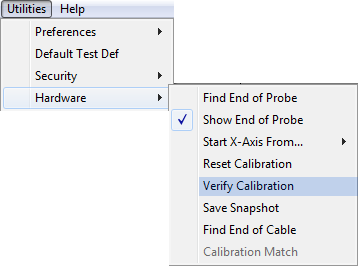 Utilities Help
Preferences
Default Test Def
Security
Hardware
Find End of Probe
Show End of Probe
Start X-Axis From...
Reset Calibration
Verify Calibration
Save Snapshot
Find End of Cable
Calibration Match